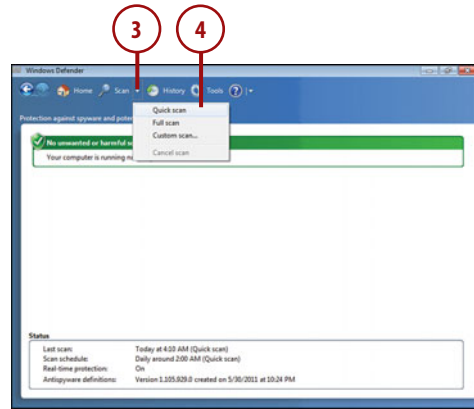 3 4
Windows Defender
Home Scan History Tools
Quick scan
Full scan
Custom scan...
Cancel scan
Protection against spyware and
No unwanted or harmful
Your computer is running
Status
Last scan: Today at 4:10 AM (Quick scan)
Scan schedule: Daily around 2:00 AM (Quick scan)
Real-time protection: On
Antispyware definitions: Version 1.105.929.0 created on 5/30/2011 at 10:24 PM